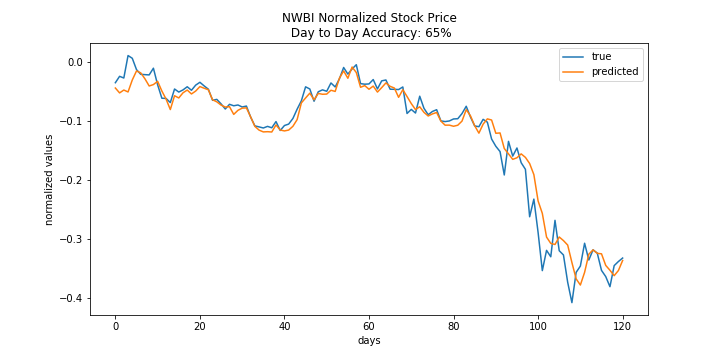 NWBI Normalized Stock Price
Day to Day Accuracy: 65%
true
predicted
normalized values
0.0
−0.1
−0.2
−0.3
−0.4
0
20
40
60
80
100
120
days